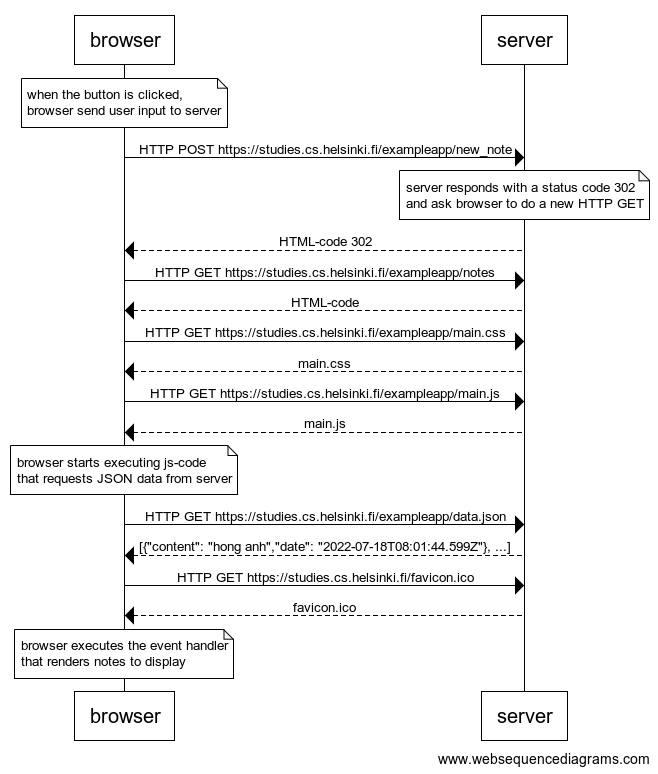 browser
server
when the button is clicked,
browser send user input to server
HTTP POST https://studies.cs.helsinki.fi/exampleapp/new_note
server responds with a status code 302
and ask browser to do a new HTTP GET
HTML-code 302
HTTP GET https://studies.cs.helsinki.fi/exampleapp/notes
HTML-code
HTTP GET https://studies.cs.helsinki.fi/exampleapp/main.css
main.css
HTTP GET https://studies.cs.helsinki.fi/exampleapp/main.js
main.js
browser starts executing js-code
that requests JSON data from server
HTTP GET https://studies.cs.helsinki.fi/exampleapp/data.json
[{"content": "hong anh","date": "2022-07-18T08:01:44.599Z"}, ...]
HTTP GET https://studies.cs.helsinki.fi/favicon.ico
favicon.ico
browser executes the event handler
that renders notes to display
browser
server
www.websequencediagrams.com